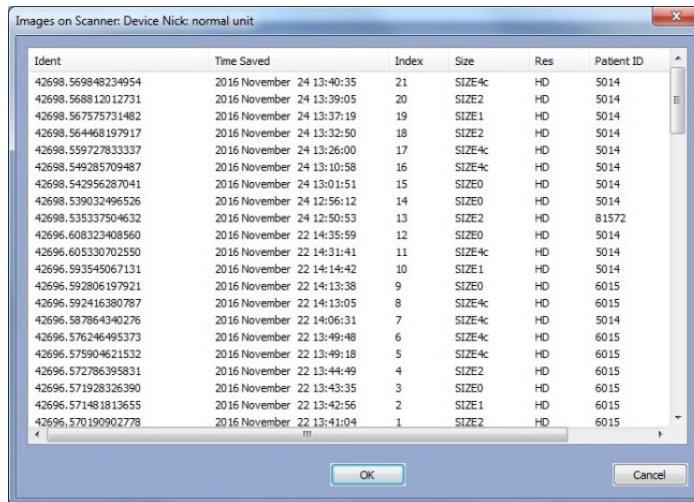 Images on Scanner: Device Nick: normal unit
Ident Time Saved Index Size Res Patient ID
42698.569848234954 2016 November 24 13:40:35 21 SIZE4c HD 5014
42698.568812012731 2016 November 24 13:39:05 20 SIZE2 HD 5014
42698.567575731482 2016 November 24 13:37:19 19 SIZE1 HD 5014
42698.564468197917 2016 November 24 13:32:50 18 SIZE2 HD 5014
42698.559727833337 2016 November 24 13:26:00 17 SIZE4c HD 5014
42698.549285709487 2016 November 24 13:10:58 16 SIZE4c HD 5014
42698.542956287041 2016 November 24 13:01:51 15 SIZE0 HD 5014
42698.539032496526 2016 November 24 12:56:12 14 SIZE0 HD 5014
42698.535337504632 2016 November 24 12:50:53 13 SIZE2 HD 81572
42696.608323408560 2016 November 22 14:35:59 12 SIZE0 HD 5014
42696.605330702550 2016 November 22 14:31:41 11 SIZE4c HD 5014
42696.593545067131 2016 November 22 14:14:42 10 SIZE1 HD 5014
42696.592806197921 2016 November 22 14:13:38 9 SIZE0 HD 6015
42696.592416380787 2016 November 22 14:13:05 8 SIZE4c HD 6015
42696.587864340276 2016 November 22 14:06:31 7 SIZE4c HD 5014
42696.576246495373 2016 November 22 13:49:48 6 SIZE4c HD 6015
42696.575904621532 2016 November 22 13:49:18 5 SIZE4c HD 6015
42696.572786395831 2016 November 22 13:44:49 4 SIZE2 HD 6015
42696.571928326390 2016 November 22 13:43:35 3 SIZE0 HD 6015
42696.571481813655 2016 November 22 13:42:56 2 SIZE1 HD 6015
42696.570190902778 2016 November 22 13:41:04 1 SIZE2 HD 6015
OK Cancel